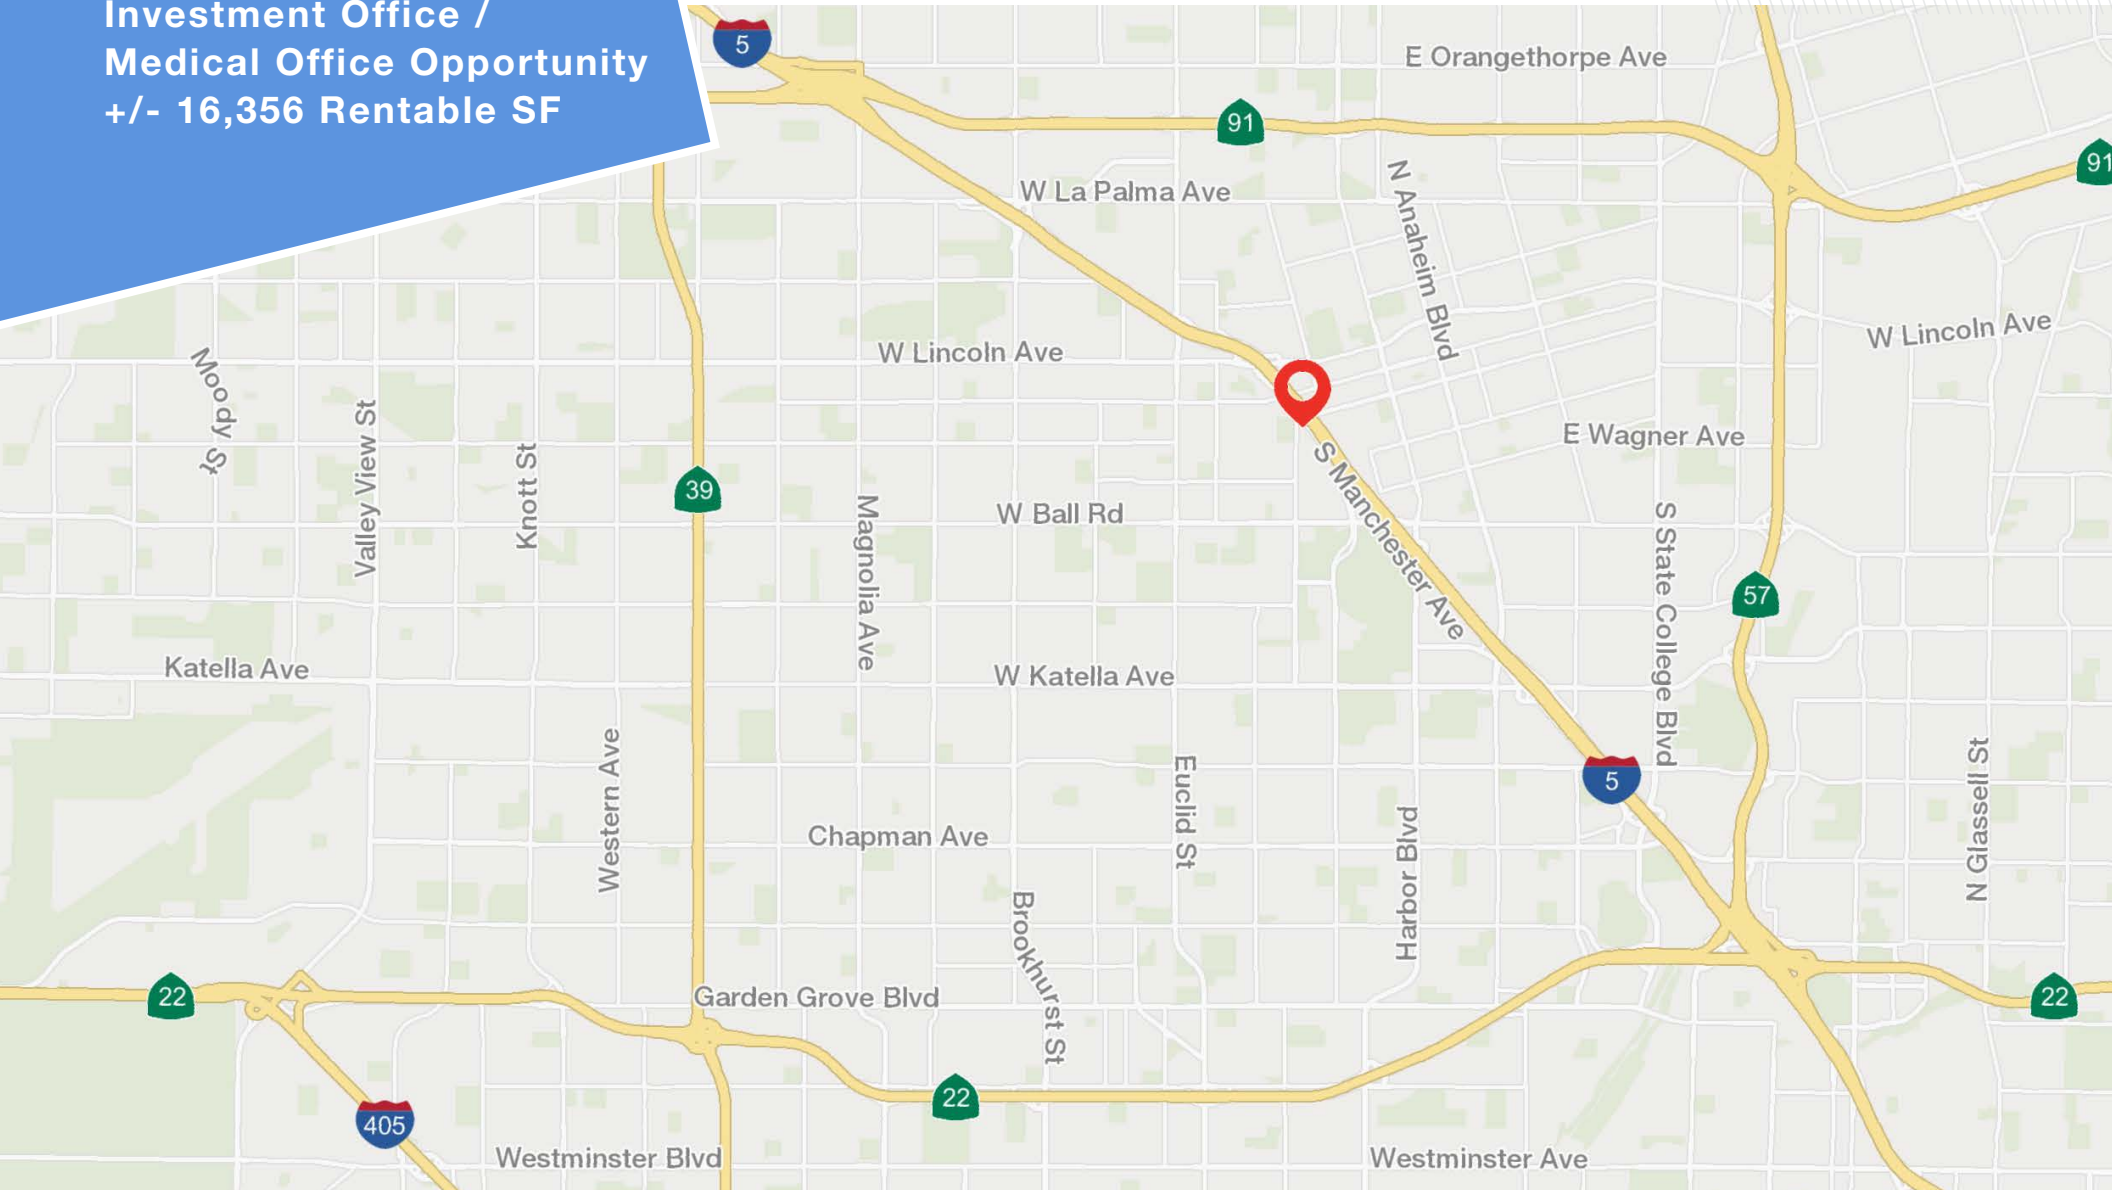 Investment Office /
Medical Office Opportunity
+/- 16,356 Rentable SF
5
E Orangethorpe Ave
91
91
W La Palma Ave
N Anaheim Blvd
W Lincoln Ave
W Lincoln Ave
Moody St
Valley View St
Knott St
39
E Wagner Ave
S Manchester Ave
Magnolia Ave
W Ball Rd
S State College Blvd
57
Katella Ave
W Katella Ave
Western Ave
Euclid St
5
N Glassell St
Chapman Ave
Harbor Blvd
Brookhurst St
22
Garden Grove Blvd
22
22
405
Westminster Blvd
Westminster Ave